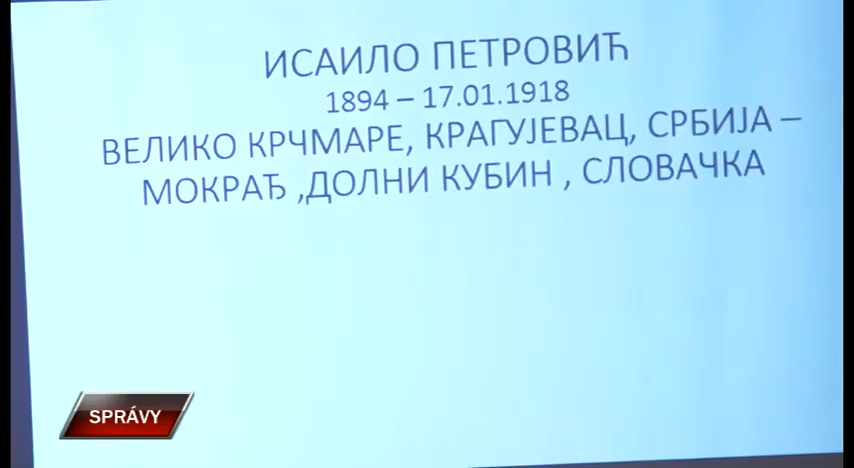 ИСАИЛО ПЕТРОВИЋ
1894 – 17.01.1918
ВЕЛИКО КРЧМАРЕ, КРАГУЈЕВАЦ, СРБИЈА –
МОКРАЂ ,ДОЛНИ КУБИН , СЛОВАЧКА
SPRÁVY